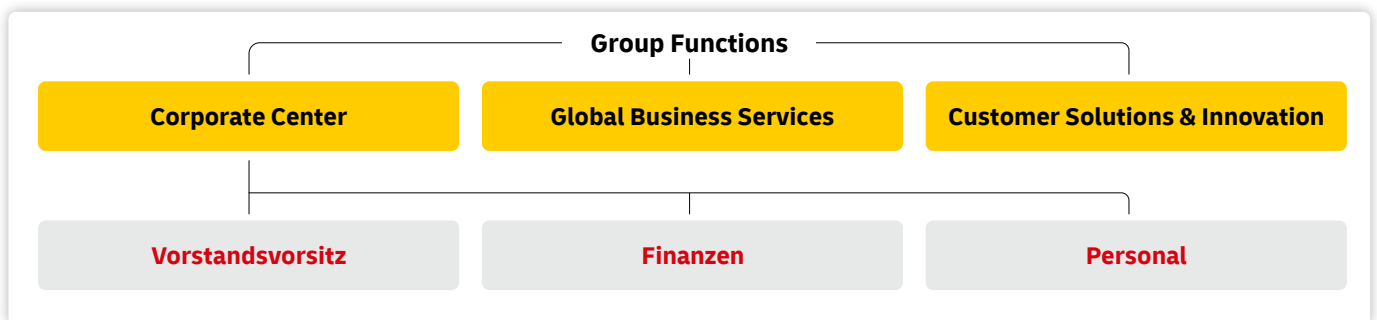 Group Functions
Corporate Center
Global Business Services
Customer Solutions & Innovation
Vorstandsvorsitz
Finanzen
Personal